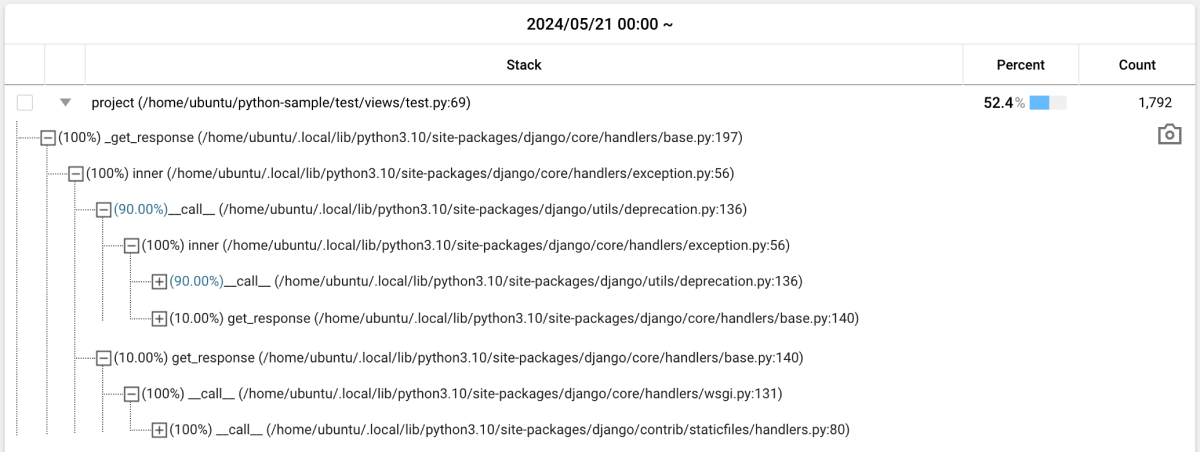 2024/05/21 00:00 ~
Stack Percent Count
project (/home/ubuntu/python-sample/test/views/test.py:69) 52.4% 1,792
(100%) _get_response (/home/ubuntu/.local/lib/python3.10/site-packages/django/core/handlers/base.py:197)
(100%) inner (/home/ubuntu/.local/lib/python3.10/site-packages/django/core/handlers/exception.py:56)
(90.00%)__call__ (/home/ubuntu/.local/lib/python3.10/site-packages/django/utils/deprecation.py:136)
(100%) inner (/home/ubuntu/.local/lib/python3.10/site-packages/django/core/handlers/exception.py:56)
(90.00%)__call__ (/home/ubuntu/.local/lib/python3.10/site-packages/django/utils/deprecation.py:136)
(10.00%) get_response (/home/ubuntu/.local/lib/python3.10/site-packages/django/core/handlers/base.py:140)
(10.00%) get_response (/home/ubuntu/.local/lib/python3.10/site-packages/django/core/handlers/base.py:140)
(100%) __call__ (/home/ubuntu/.local/lib/python3.10/site-packages/django/core/handlers/wsgi.py:131)
(100%) __call__ (/home/ubuntu/.local/lib/python3.10/site-packages/django/contrib/staticfiles/handlers.py:80)